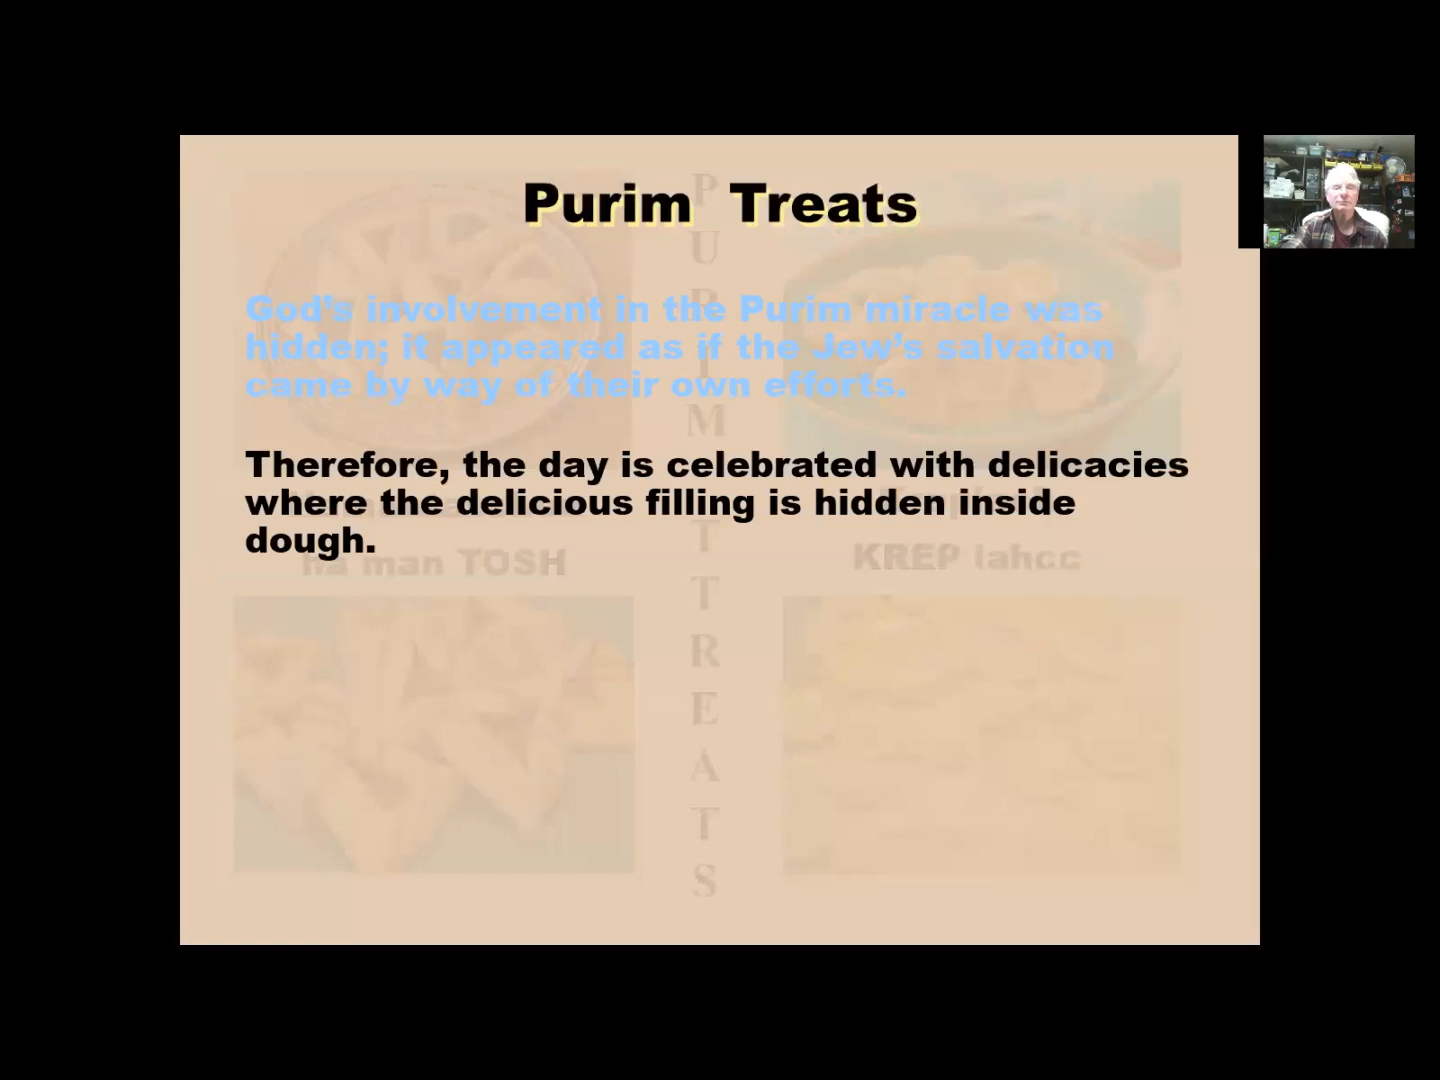 Purim Treats
God's involvement in the Purim miracle was
hidden; it appeared as if the Jew's salvation
came by way of their own efforts.
Therefore, the day is celebrated with delicacies
where the delicious filling is hidden inside
dough.
ha man TOSH
KREP lahcc
P
U
R
I
M
T
T
R
E
A
T
S